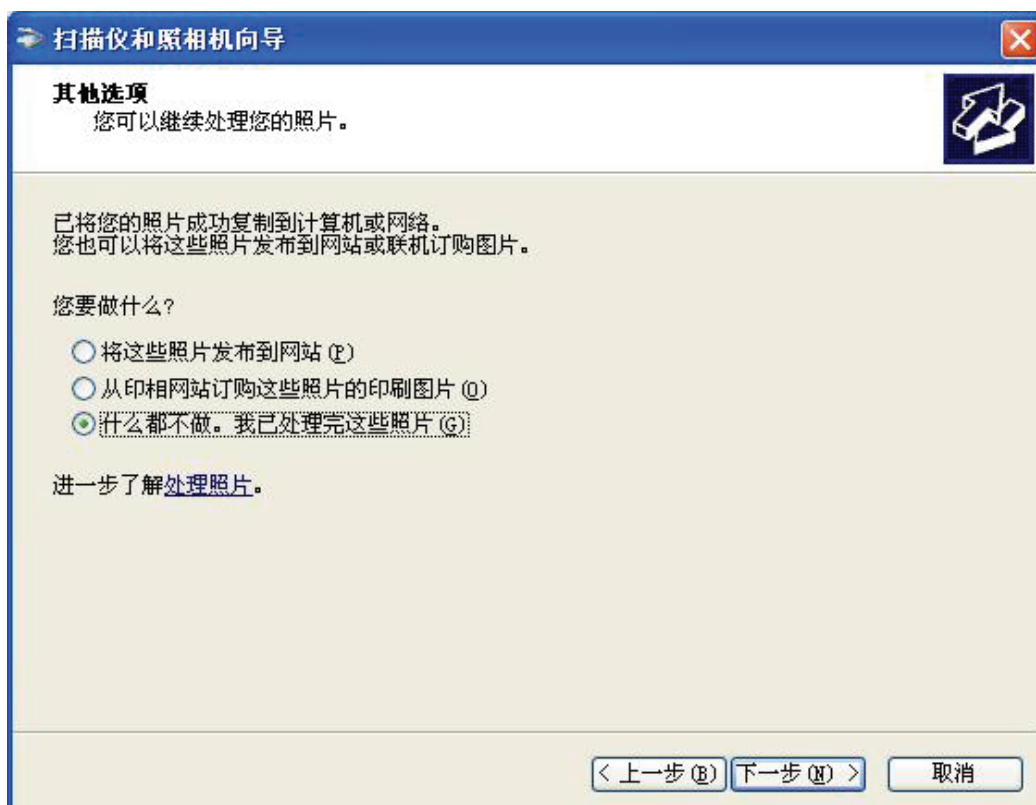 扫描仪和照相机向导
其他选项
您可以继续处理您的照片。
已将您的照片成功复制到计算机或网络。
您也可以将这些照片发布到网站或联机订购图片。
您要做什么?
将这些照片发布到网站(P)
从印相网站订购这些照片的印刷图片(O)
什么都不做。我已处理完这些照片(G)
进一步了解处理照片。
< 上一步(B) 下一步(N) > 取消